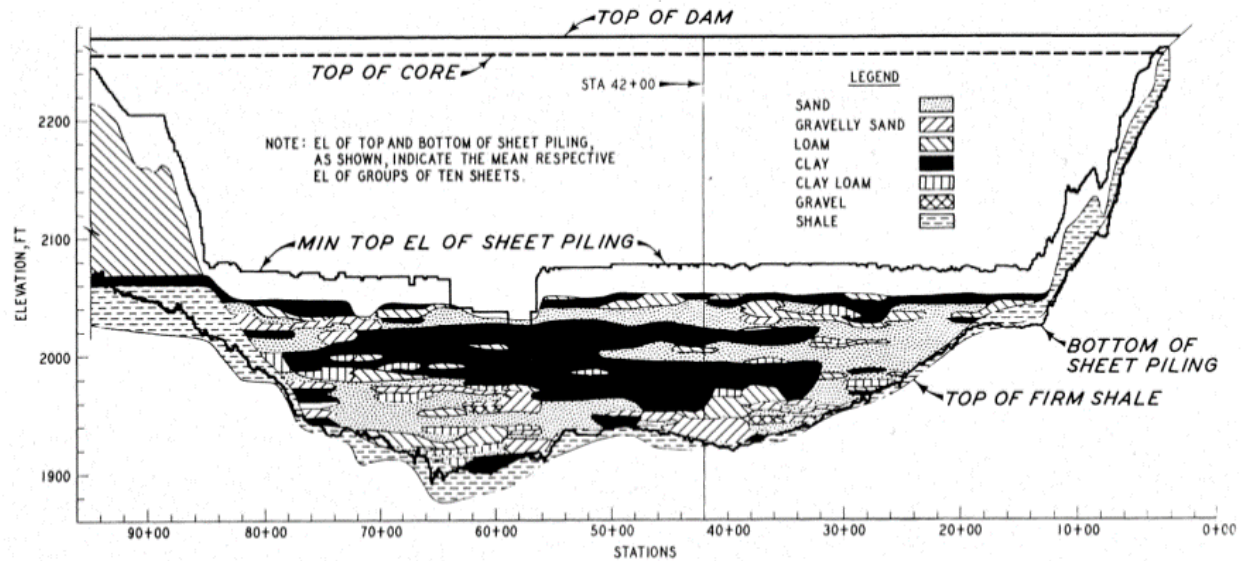 TOP OF DAM
TOP OF CORE
STA 42+00
LEGEND
SAND
GRAVELLY SAND
LOAM
CLAY
CLAY LOAM
GRAVEL
SHALE
NOTE: EL OF TOP AND BOTTOM OF SHEET PILING,
AS SHOWN, INDICATE THE MEAN RESPECTIVE
EL OF GROUPS OF TEN SHEETS.
MIN TOP EL OF SHEET PILING
ELEVATION, FT
2200
2100
2000
1900
BOTTOM OF
SHEET PILING
TOP OF FIRM SHALE
90+00
80+00
70+00
60+00
50+00
40+00
30+00
20+00
10+00
0+00
STATIONS